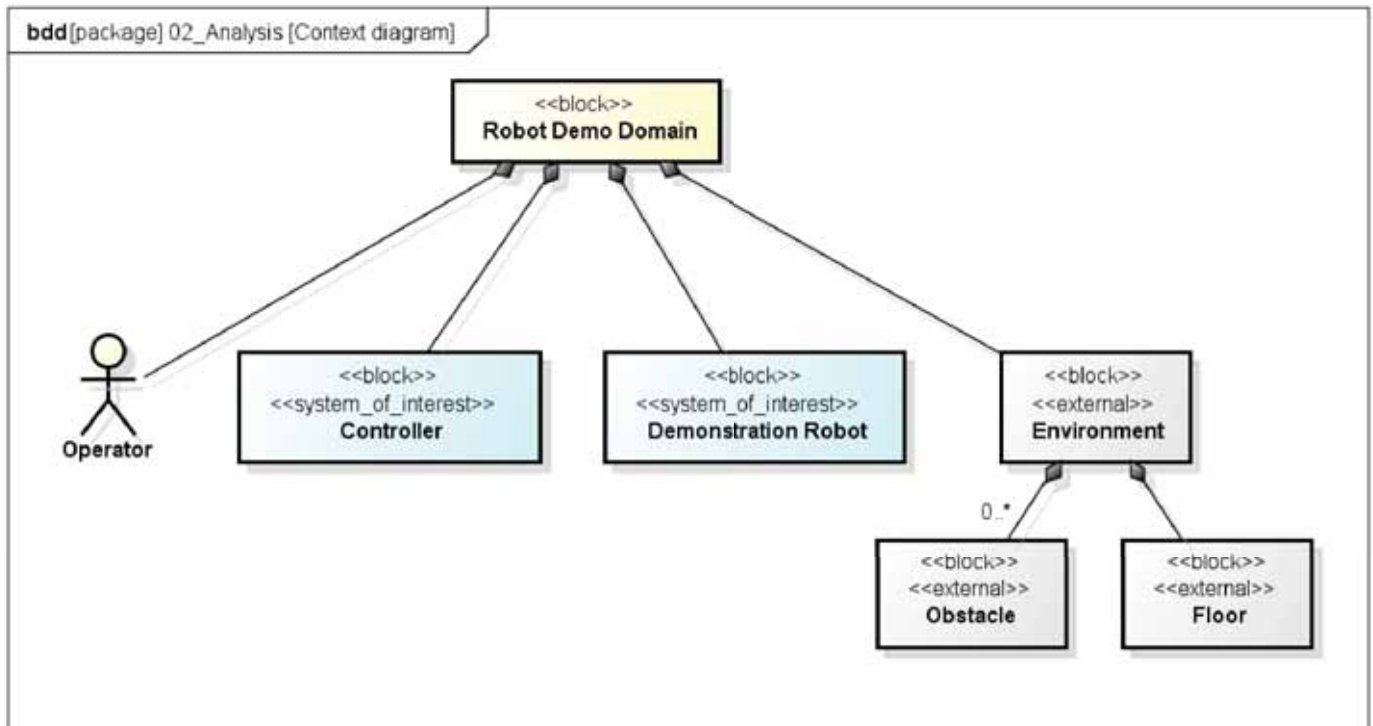 bdd [package] 02_Analysis [Context diagram]
<<block>>
Robot Demo Domain
Operator
<<block>>
<<system_of_interest>>
Controller
<<block>>
<<system_of_interest>>
Demonstration Robot
<<block>>
<<external>>
Environment
0..*
<<block>>
<<external>>
Obstacle
<<block>>
<<external>>
Floor